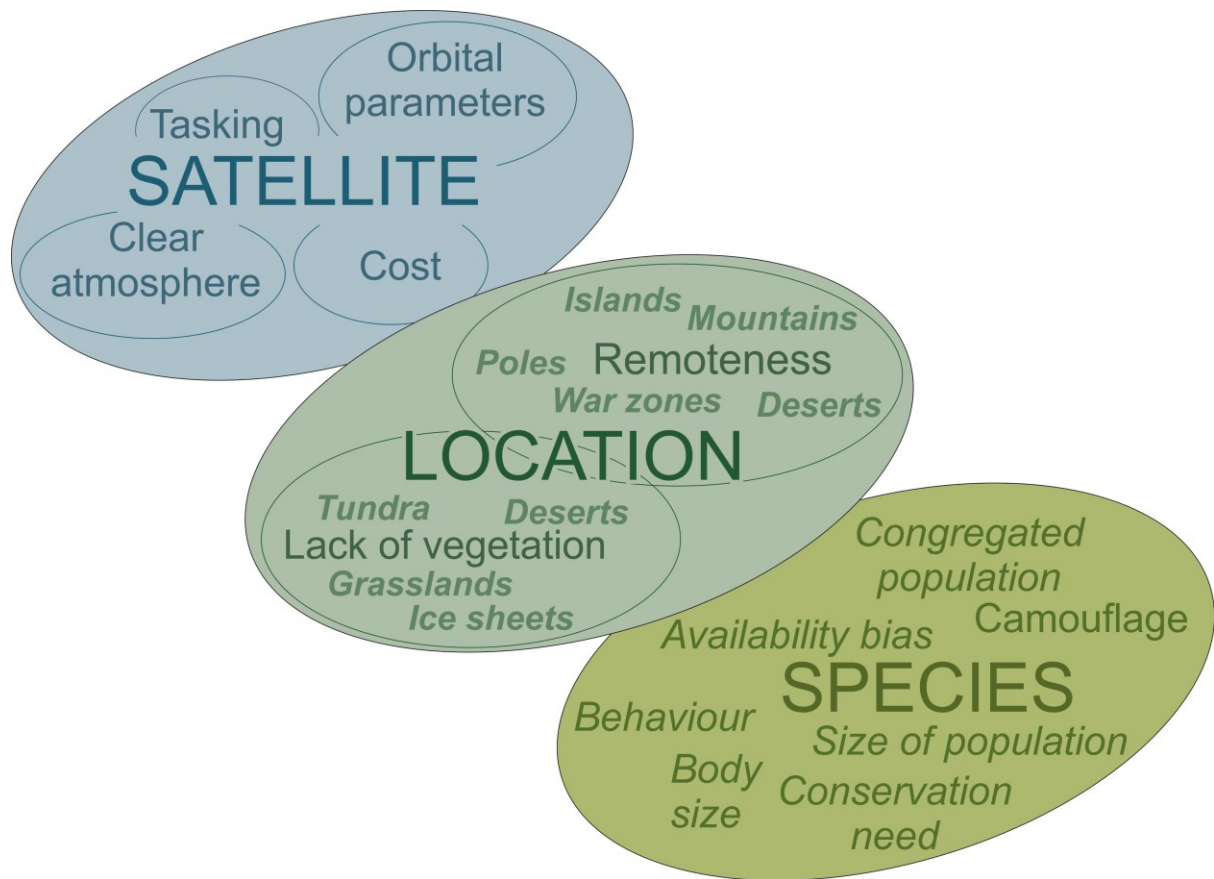 Orbital
parameters
Tasking
SATELLITE
Clear
atmosphere
Cost
Islands
Mountains
Poles
Remoteness
War zones
Deserts
LOCATION
Tundra
Deserts
Lack of vegetation
Grasslands
Ice sheets
Congregated
population
Camouflage
Availability bias
SPECIES
Behaviour
Size of population
Body
size
Conservation
need